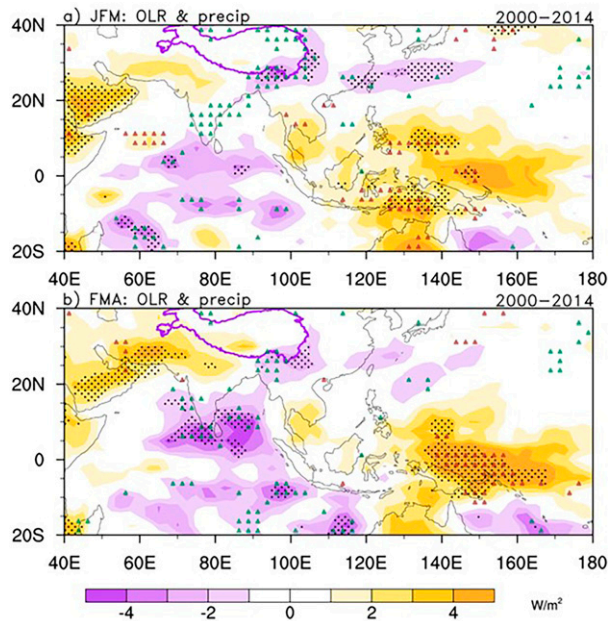 a) JFM: OLR & precip 2000-2014
40N
20N
0
20S
40 60E 80E 100E 120E 140E 160E 180
b) FMA: OLR & precip 2000-2014
40N
20N
0
20S
40E 60E 80E 100E 120E 140E 160E 180
-4 -2 0 2 4 W/m²